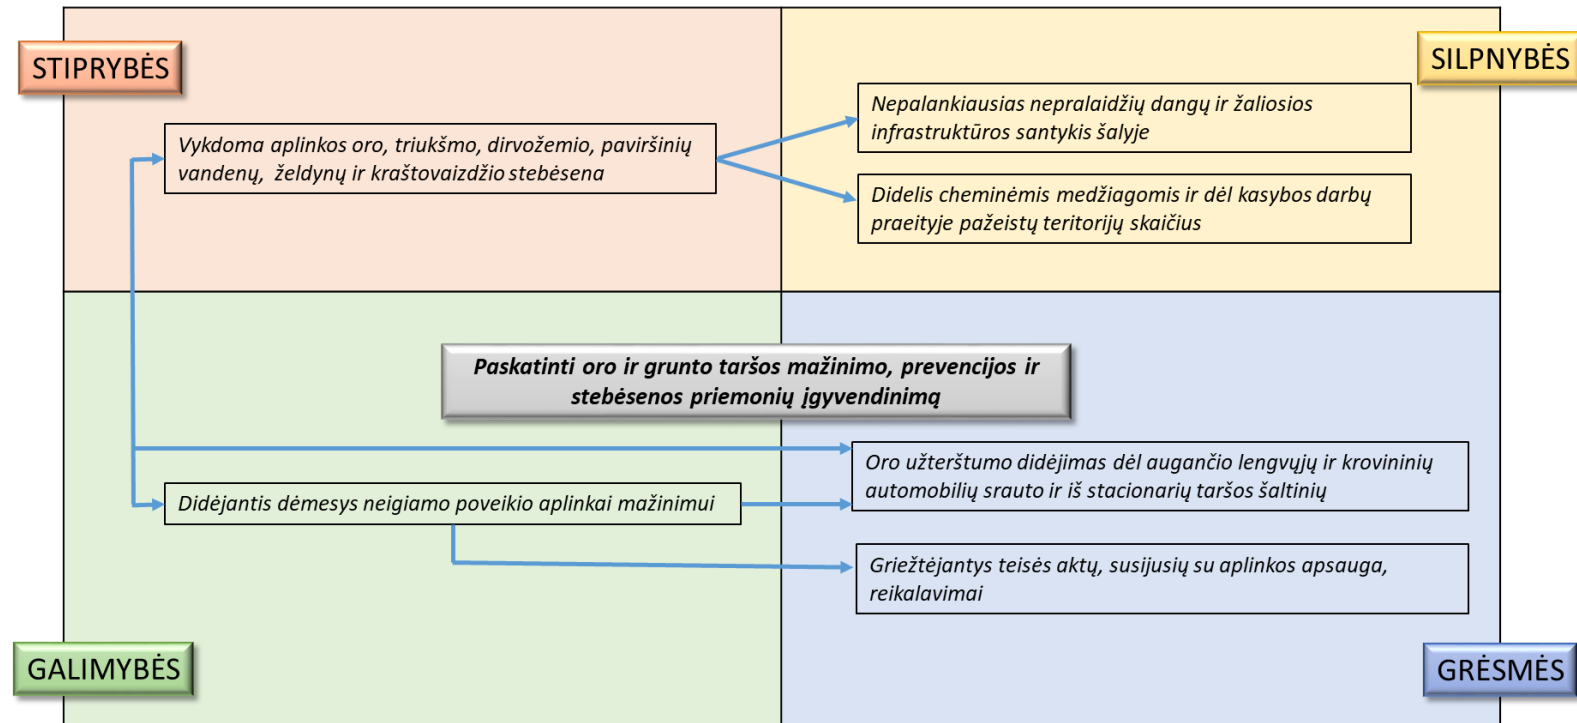 STIPRYBĖS
SILPNYBĖS
Vykdoma aplinkos oro, triukšmo, dirvožemio, paviršinių
vandenų, želdynų ir kraštovaizdžio stebėsena
Nepalankiausias nepralaidžių dangų ir žaliosios
infrastruktūros santykis šalyje
Didelis cheminėmis medžiagomis ir dėl kasybos darbų
praeityje pažeistų teritorijų skaičius
Paskatinti oro ir grunto taršos mažinimo, prevencijos ir
stebėsenos priemonių įgyvendinimą
Didėjantis dėmesys neigiamo poveikio aplinkai mažinimui
Oro užterštumo didėjimas dėl augančio lengvųjų ir krovininių
automobilių srauto ir iš stacionarių taršos šaltinių
Griežtėjantys teisės aktų, susijusių su aplinkos apsauga,
reikalavimai
GALIMYBĖS
GRĖSMĖS